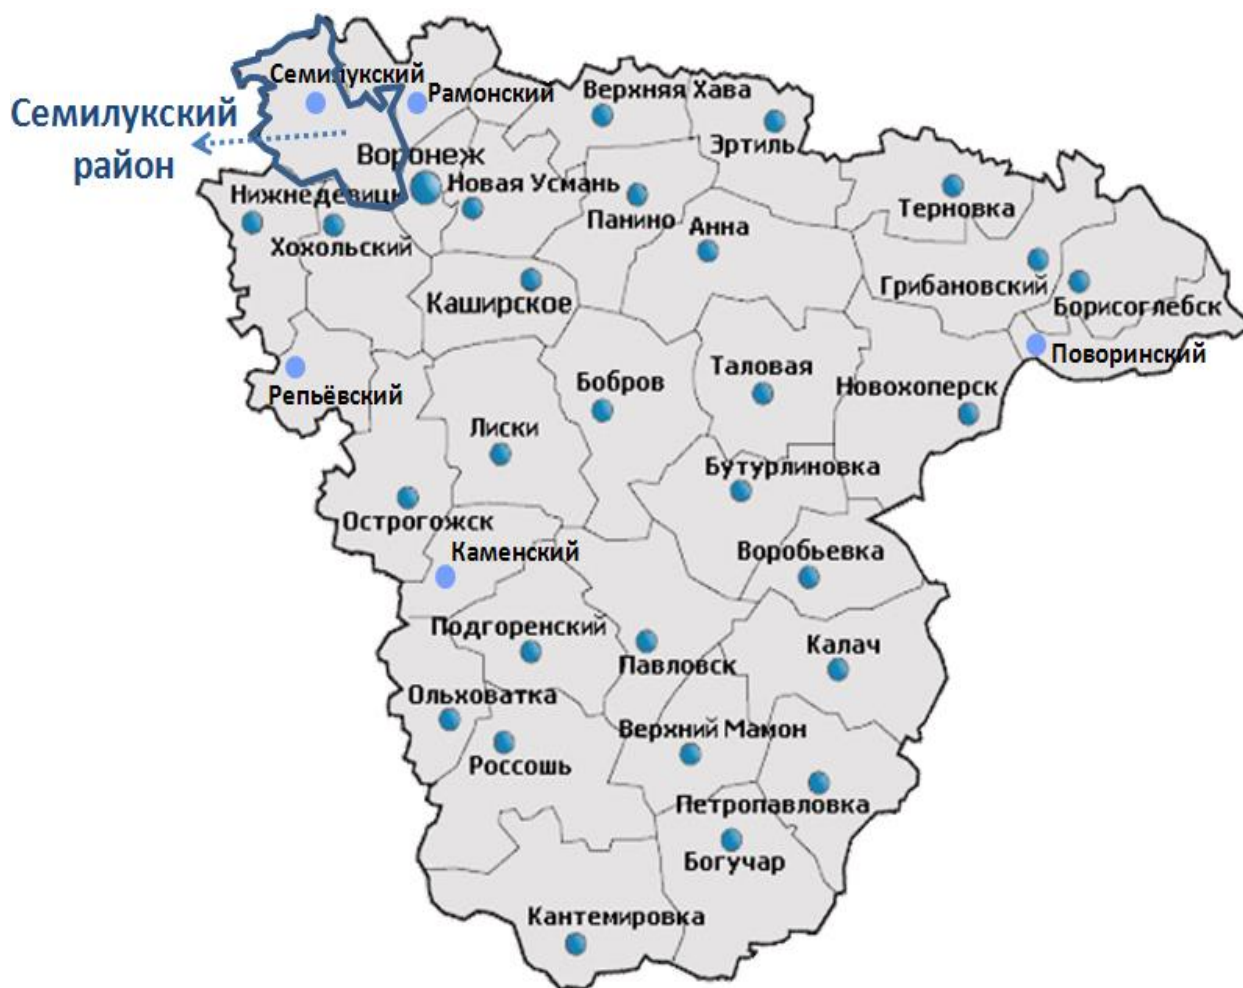 Семилукский
район
Семилукский
Рамонский
Верхняя Хава
Эртиль
Воронеж
Новая Усмань
Нижнедевицк
Хохольский
Панино
Анна
Терновка
Каширское
Грибановский
Борисоглебск
Поворинский
Репьёвский
Бобров
Таловая
Новохоперск
Лиски
Бутурлиновка
Острогожск
Каменский
Воробьевка
Подгоренский
Павловск
Калач
Ольховатка
Верхний Мамон
Россошь
Петропавловка
Богучар
Кантемировка